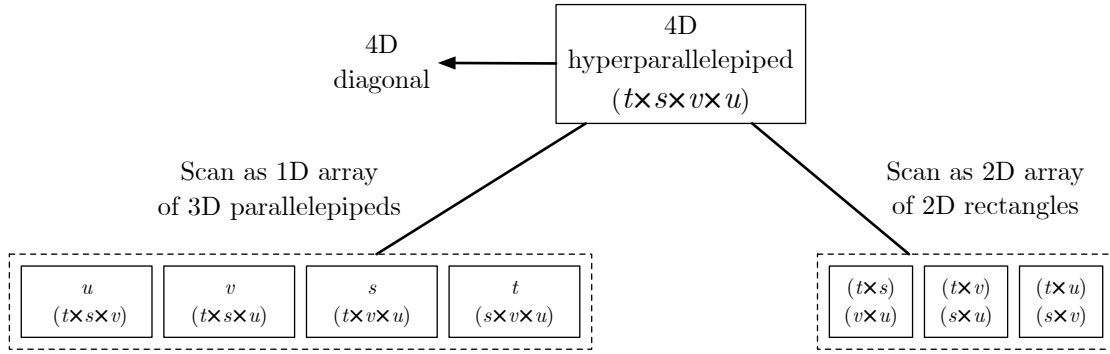 4D
hyperparallelepiped
(t×s×v×u)
4D
diagonal
Scan as 1D array
of 3D parallelepipeds
Scan as 2D array
of 2D rectangles
u
(t×s×v)
v
(t×s×u)
s
(t×v×u)
t
(s×v×u)
(t×s)
(v×u)
(t×v)
(s×u)
(t×u)
(s×v)